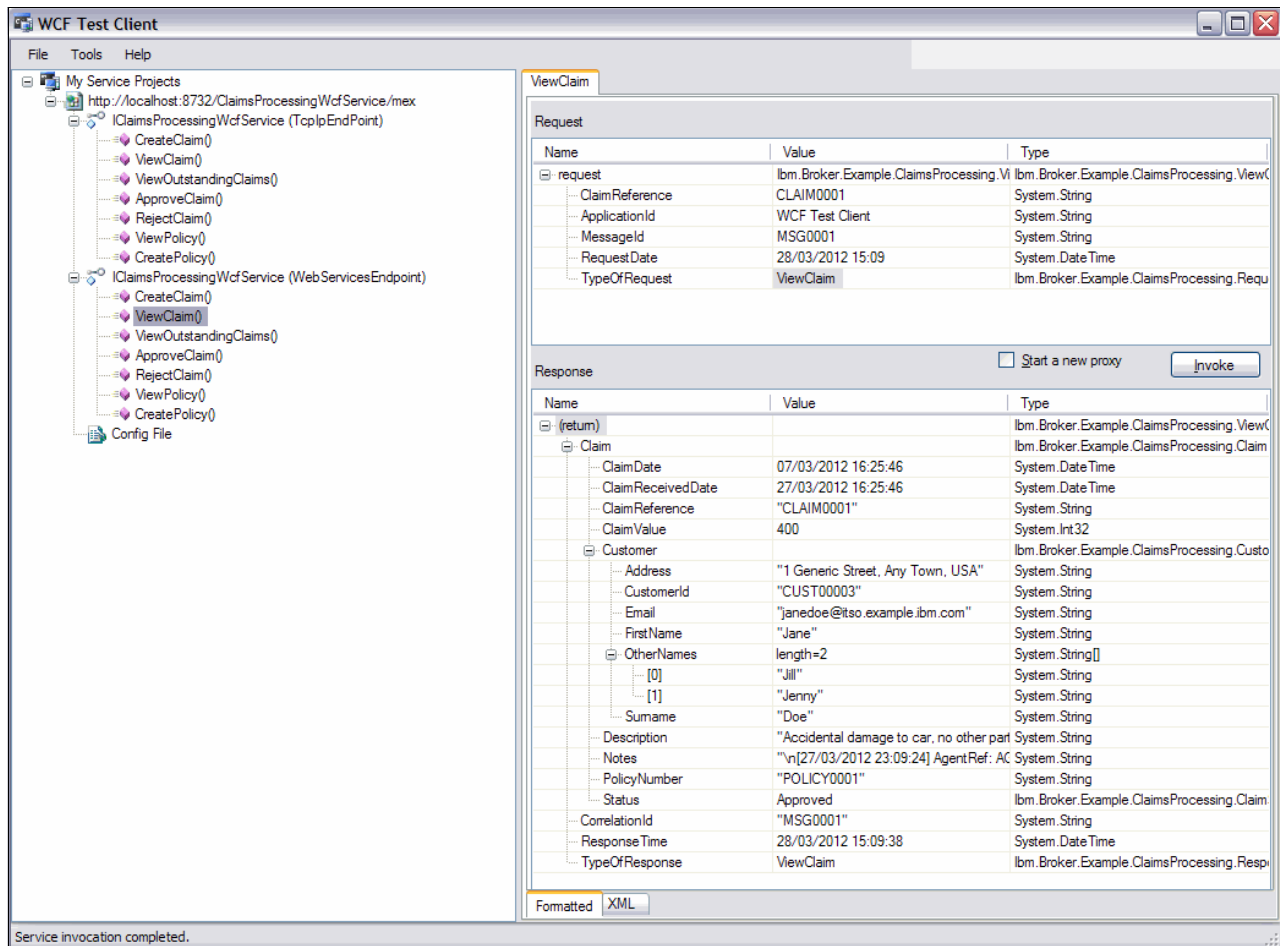 WCF Test Client
File Tools Help
My Service Projects
http://localhost:8732/ClaimsProcessingWcfService/mex
IClaimsProcessingWcfService (TcpIpEndPoint)
CreateClaim()
ViewClaim()
ViewOutstandingClaims()
ApproveClaim()
RejectClaim()
ViewPolicy()
CreatePolicy()
IClaimsProcessingWcfService (WebServicesEndpoint)
CreateClaim()
ViewClaim()
ViewOutstandingClaims()
ApproveClaim()
RejectClaim()
ViewPolicy()
CreatePolicy()
Config File
ViewClaim
Request
Name Value Type
request Ibm.Broker.Example.ClaimsProcessing.Vi Ibm.Broker.Example.ClaimsProcessing.ViewC
ClaimReference CLAIM0001 System.String
ApplicationId WCF Test Client System.String
MessageId MSG0001 System.String
RequestDate 28/03/2012 15:09 System.DateTime
TypeOfRequest ViewClaim Ibm.Broker.Example.ClaimsProcessing.Requ
Response
Start a new proxy Invoke
Name Value Type
(return) Ibm.Broker.Example.ClaimsProcessing.ViewC
Claim Ibm.Broker.Example.ClaimsProcessing.Claim
ClaimDate 07/03/2012 16:25:46 System.DateTime
ClaimReceivedDate 27/03/2012 16:25:46 System.DateTime
ClaimReference "CLAIM0001" System.String
ClaimValue 400 System.Int32
Customer Ibm.Broker.Example.ClaimsProcessing.Custo
Address "1 Generic Street, Any Town, USA" System.String
CustomerId "CUST00003" System.String
Email "janedoe@itso.example.ibm.com" System.String
FirstName "Jane" System.String
OtherNames length=2 System.String[]
[0] "Jill" System.String
[1] "Jenny" System.String
Surname "Doe" System.String
Description "Accidental damage to car, no other part System.String
Notes "\n[27/03/2012 23:09:24] AgentRef: AG System.String
PolicyNumber "POLICY0001" System.String
Status Approved Ibm.Broker.Example.ClaimsProcessing.Claim
CorrelationId "MSG0001" System.String
ResponseTime 28/03/2012 15:09:38 System.DateTime
TypeOfResponse ViewClaim Ibm.Broker.Example.ClaimsProcessing.Respo
Formatted XML
Service invocation completed.